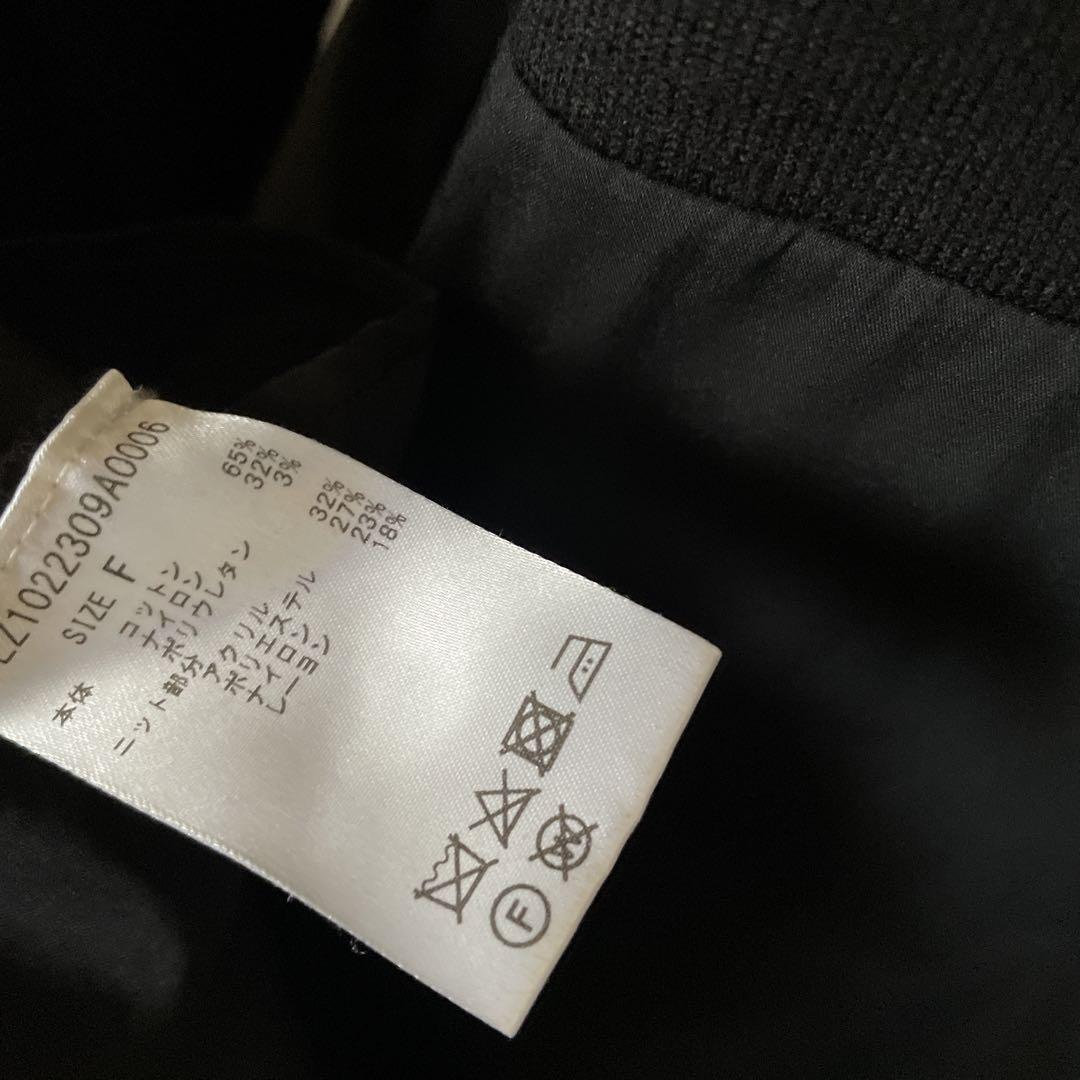 Z1022309A0006
SIZE F
本体 コットン 65%
ナイロン 32%
ポリウレタン 3%
ニット部分 アクリル 32%
ポリエステル 27%
ナイロン 23%
レーヨン 18%
W
F